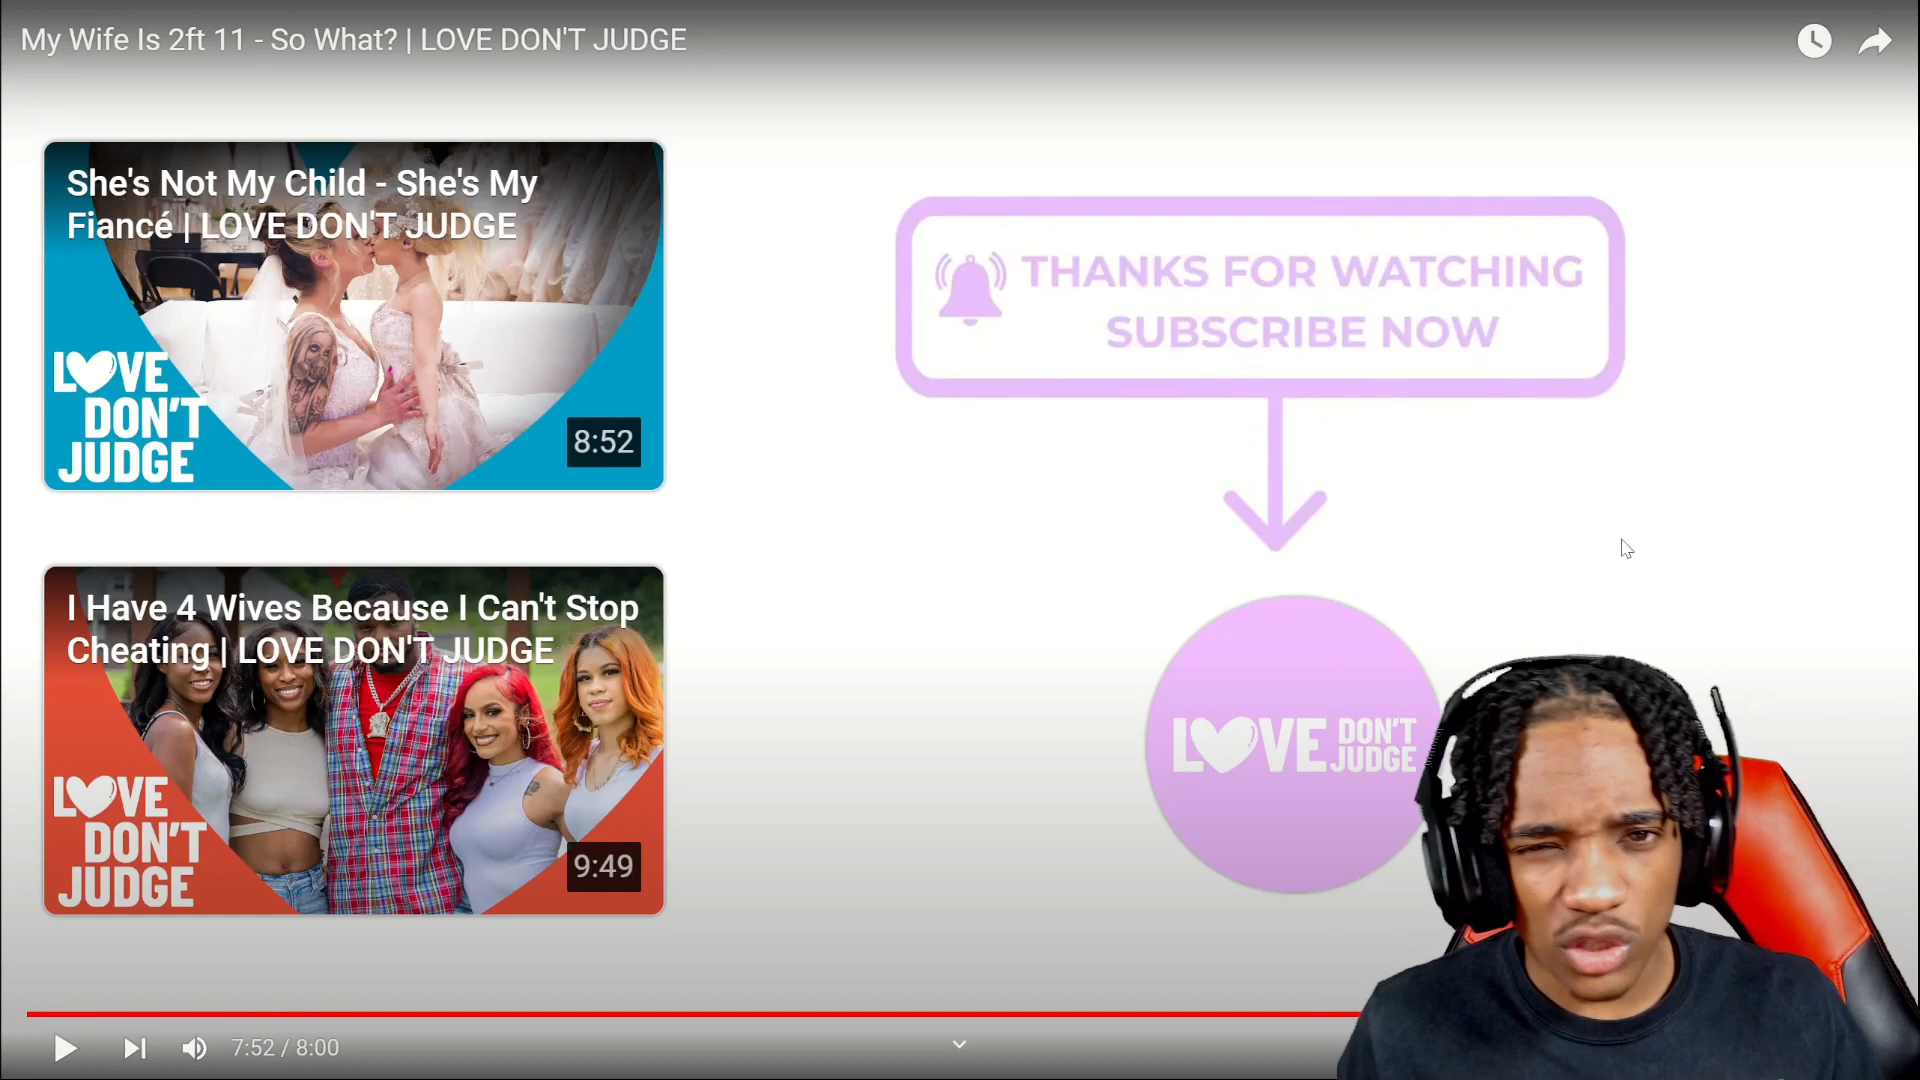 My Wife Is 2ft 11 - So What? | LOVE DON'T JUDGE
She's Not My Child - She's My
Fiancé | LOVE DON'T JUDGE
LOVE
DON'T
JUDGE
8:52
THANKS FOR WATCHING
SUBSCRIBE NOW
I Have 4 Wives Because I Can't Stop
Cheating | LOVE DON'T JUDGE
LOVE
DON'T
JUDGE
9:49
LOVE DON'T
JUDGE
7:52 / 8:00